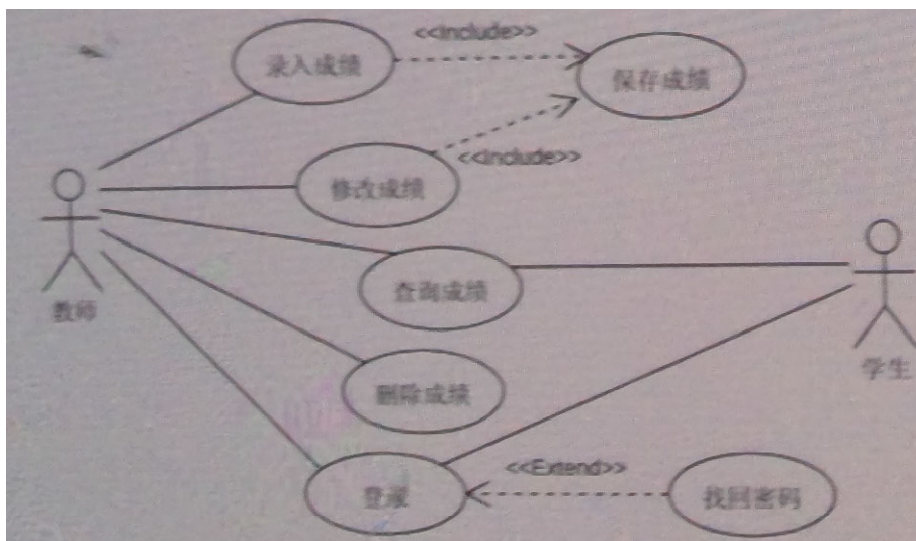 <<Include>>
录入成绩
保存成绩
<<Include>>
修改成绩
教师
查询成绩
学生
删除成绩
<<Extend>>
登录
找回密码